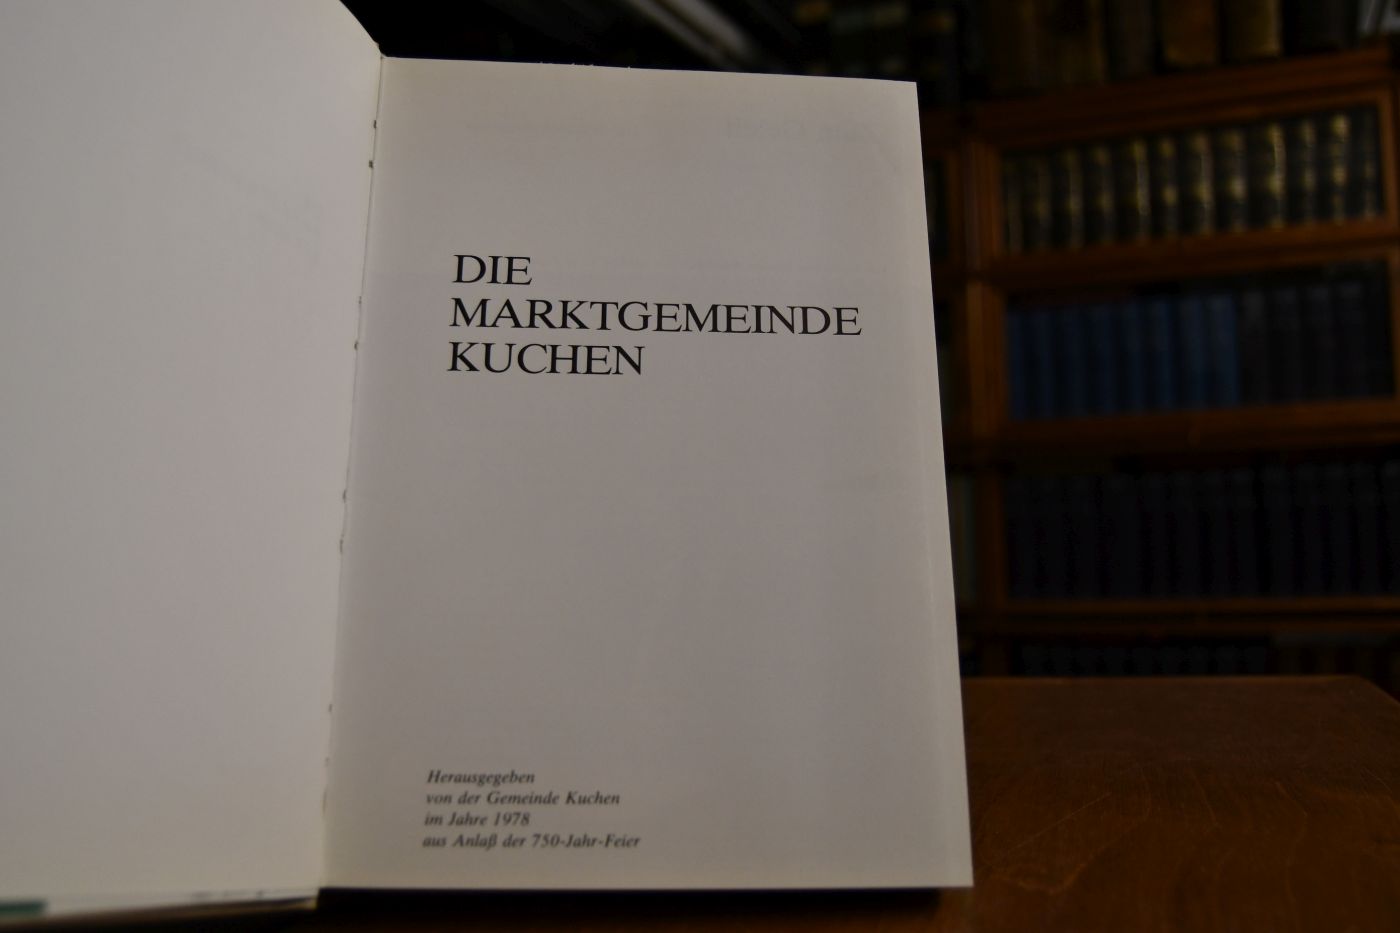 DIE
MARKTGEMEINDE
KUCHEN
Herausgegeben
von der Gemeinde Kuchen
im Jahre 1978
aus Anlaß der 750-Jahr-Feier